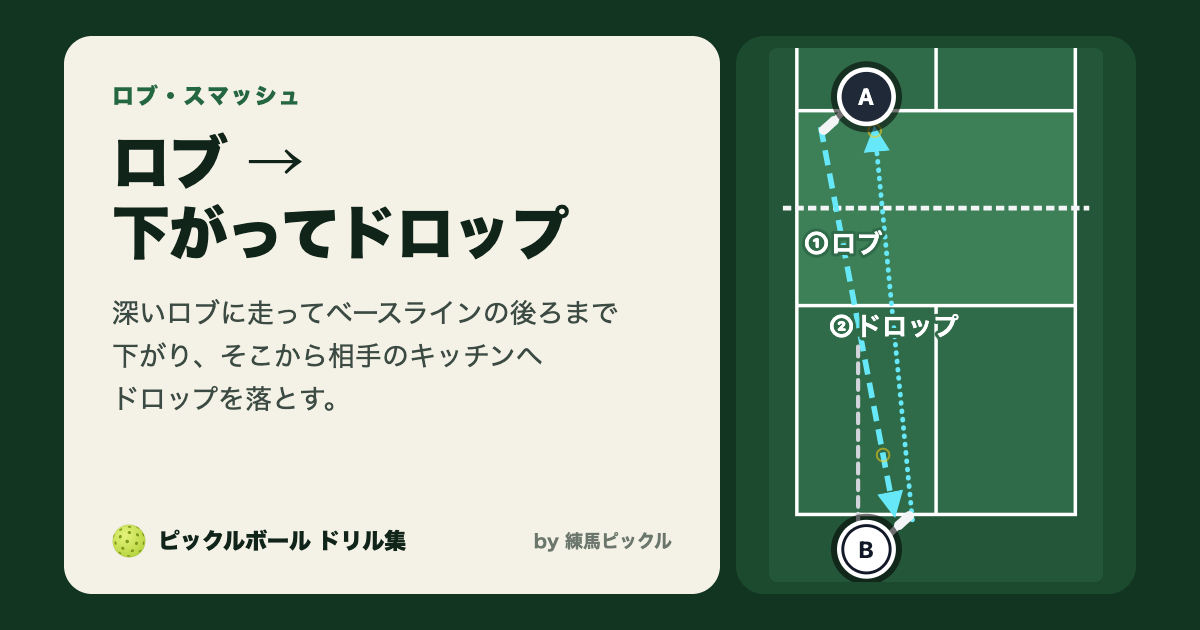 ロブ・スマッシュ
ロブ →
下がってドロップ
深いロブに走ってベースラインの後ろまで
下がり、そこから相手のキッチンへ
ドロップを落とす。
ピックルボール ドリル集
by 練馬ピックル
A
①ロブ
②ドロップ
B